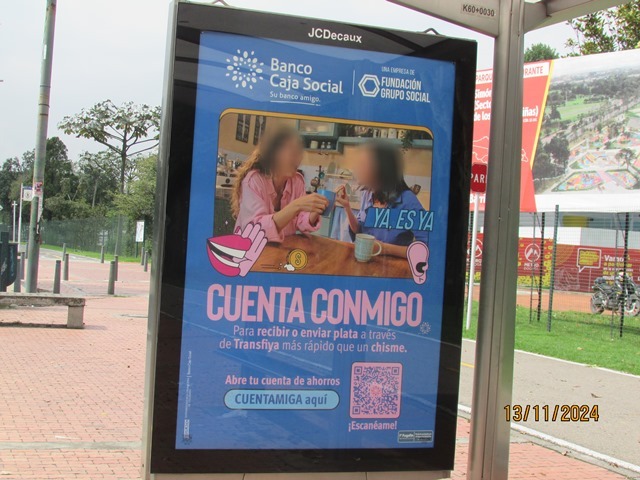 K60+0030
JCDecaux
Banco
Caja Social
Su banco amigo.
UNA EMPRESA DE
FUNDACIÓN
GRUPO SOCIAL
YA, ES YA
CUENTA CONMIGO
Para recibir o enviar plata a través
de Transfiya más rápido que un chisme.
Abre tu cuenta de ahorros
CUENTAMIGA aquí
¡Escanéame!
PARQUE
13/11/2024